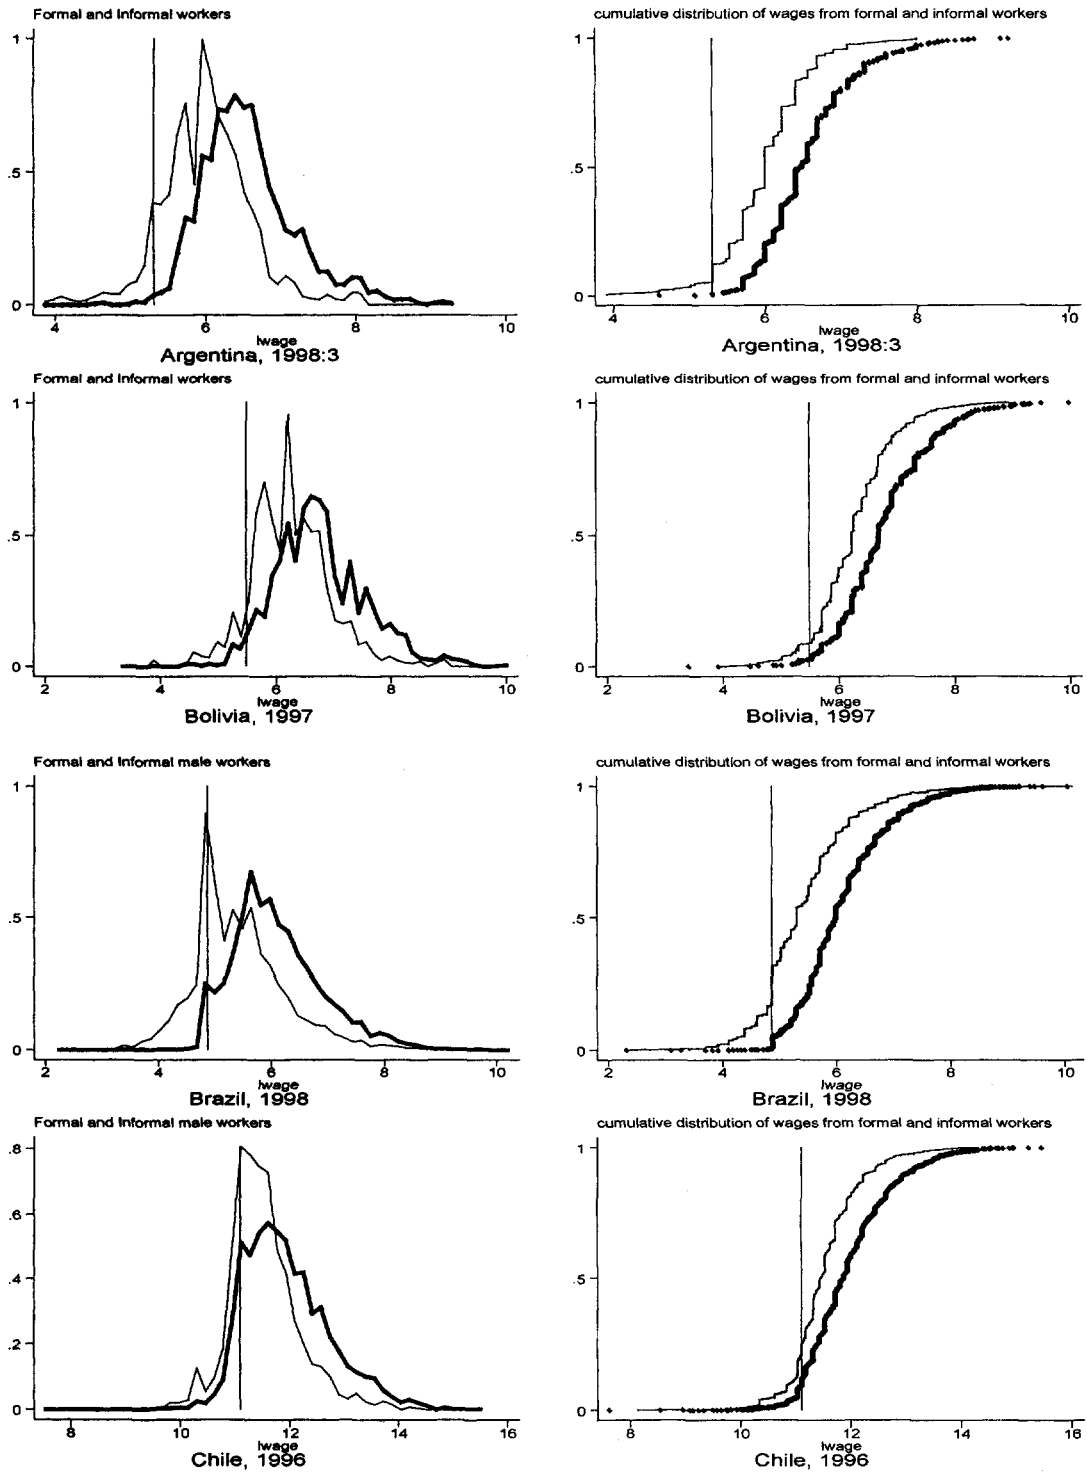 Formal and Informal workers
1
.5
0
4 6 8 10
lwage
Argentina, 1998:3
cumulative distribution of wages from formal and informal workers
1
.5
0
4 6 8 10
lwage
Argentina, 1998:3
Formal and Informal workers
1
.5
0
2 4 6 8 10
lwage
Bolivia, 1997
cumulative distribution of wages from formal and informal workers
1
.5
0
2 4 6 8 10
lwage
Bolivia, 1997
Formal and Informal male workers
1
.5
0
2 4 6 8 10
lwage
Brazil, 1998
cumulative distribution of wages from formal and informal workers
1
.5
0
2 4 6 8 10
lwage
Brazil, 1998
Formal and Informal male workers
.8
.6
.4
.2
0
8 10 12 14 16
lwage
Chile, 1996
cumulative distribution of wages from formal and informal workers
1
.5
0
8 10 12 14 16
lwage
Chile, 1996